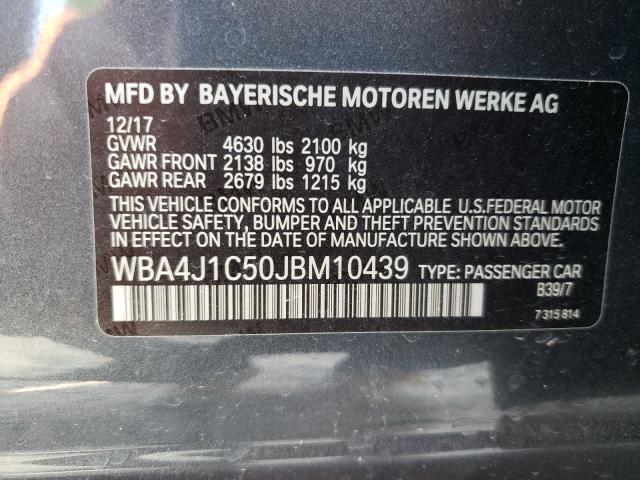 MFD BY BAYERISCHE MOTOREN WERKE AG
12/17
GVWR 4630 lbs 2100 kg
GAWR FRONT 2138 lbs 970 kg
GAWR REAR 2679 lbs 1215 kg
THIS VEHICLE CONFORMS TO ALL APPLICABLE U.S.FEDERAL MOTOR
VEHICLE SAFETY, BUMPER AND THEFT PREVENTION STANDARDS
IN EFFECT ON THE DATE OF MANUFACTURE SHOWN ABOVE.
WBA4J1C50JBM10439 TYPE: PASSENGER CAR
B39/7
7 315 814